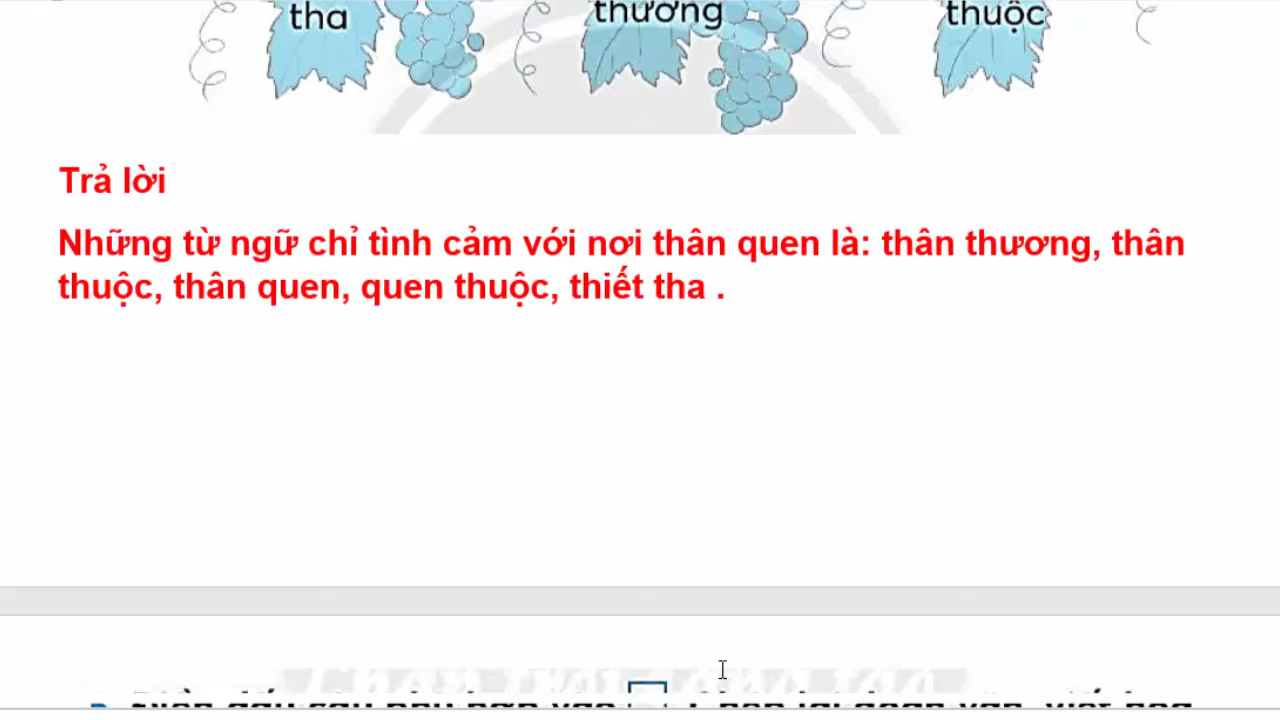 tha thương thuộc
Trả lời
Những từ ngữ chỉ tình cảm với nơi thân quen là: thân thương, thân
thuộc, thân quen, quen thuộc, thiết tha .